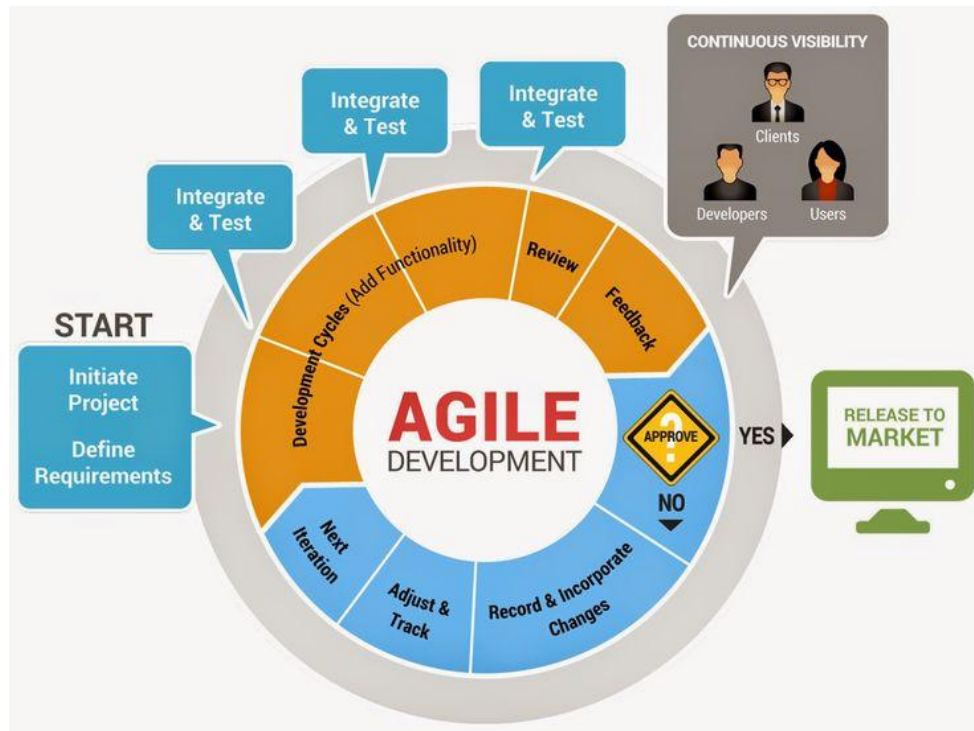 START
Initiate
Project
Define
Requirements
Integrate
& Test
Integrate
& Test
Integrate
& Test
CONTINUOUS VISIBILITY
Clients
Developers
Users
Development Cycles (Add Functionality)
Review
Feedback
AGILE
DEVELOPMENT
?
APPROVE
YES
RELEASE TO
MARKET
NO
Record & Incorporate
Changes
Adjust &
Track
Next
Iteration